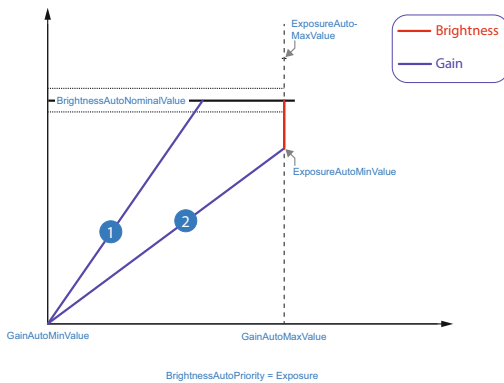 ExposureAuto-
MaxValue
Brightness
Gain
BrightnessAutoNominalValue
ExposureAutoMinValue
1
2
GainAutoMinValue
GainAutoMaxValue
BrightnessAutoPriority = Exposure